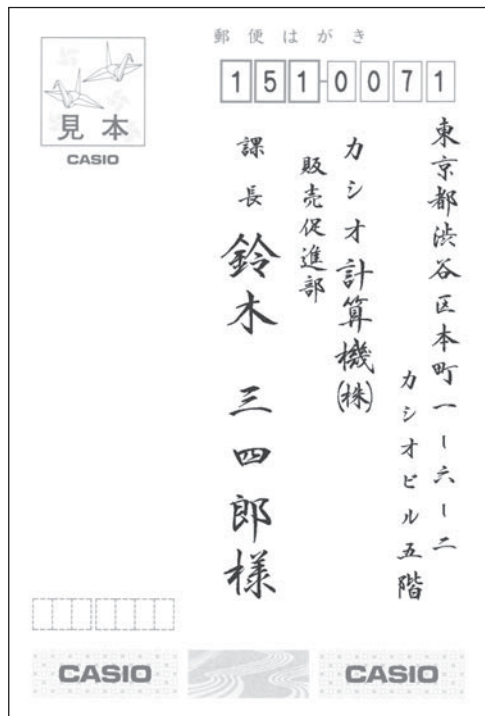 郵便はがき
151-0071
見本
CASIO
東京都渋谷区本町一ー六ー二
カシオビル五階
カシオ計算機㈱
販売促進部
課長 鈴木 三四郎様
CASIO CASIO